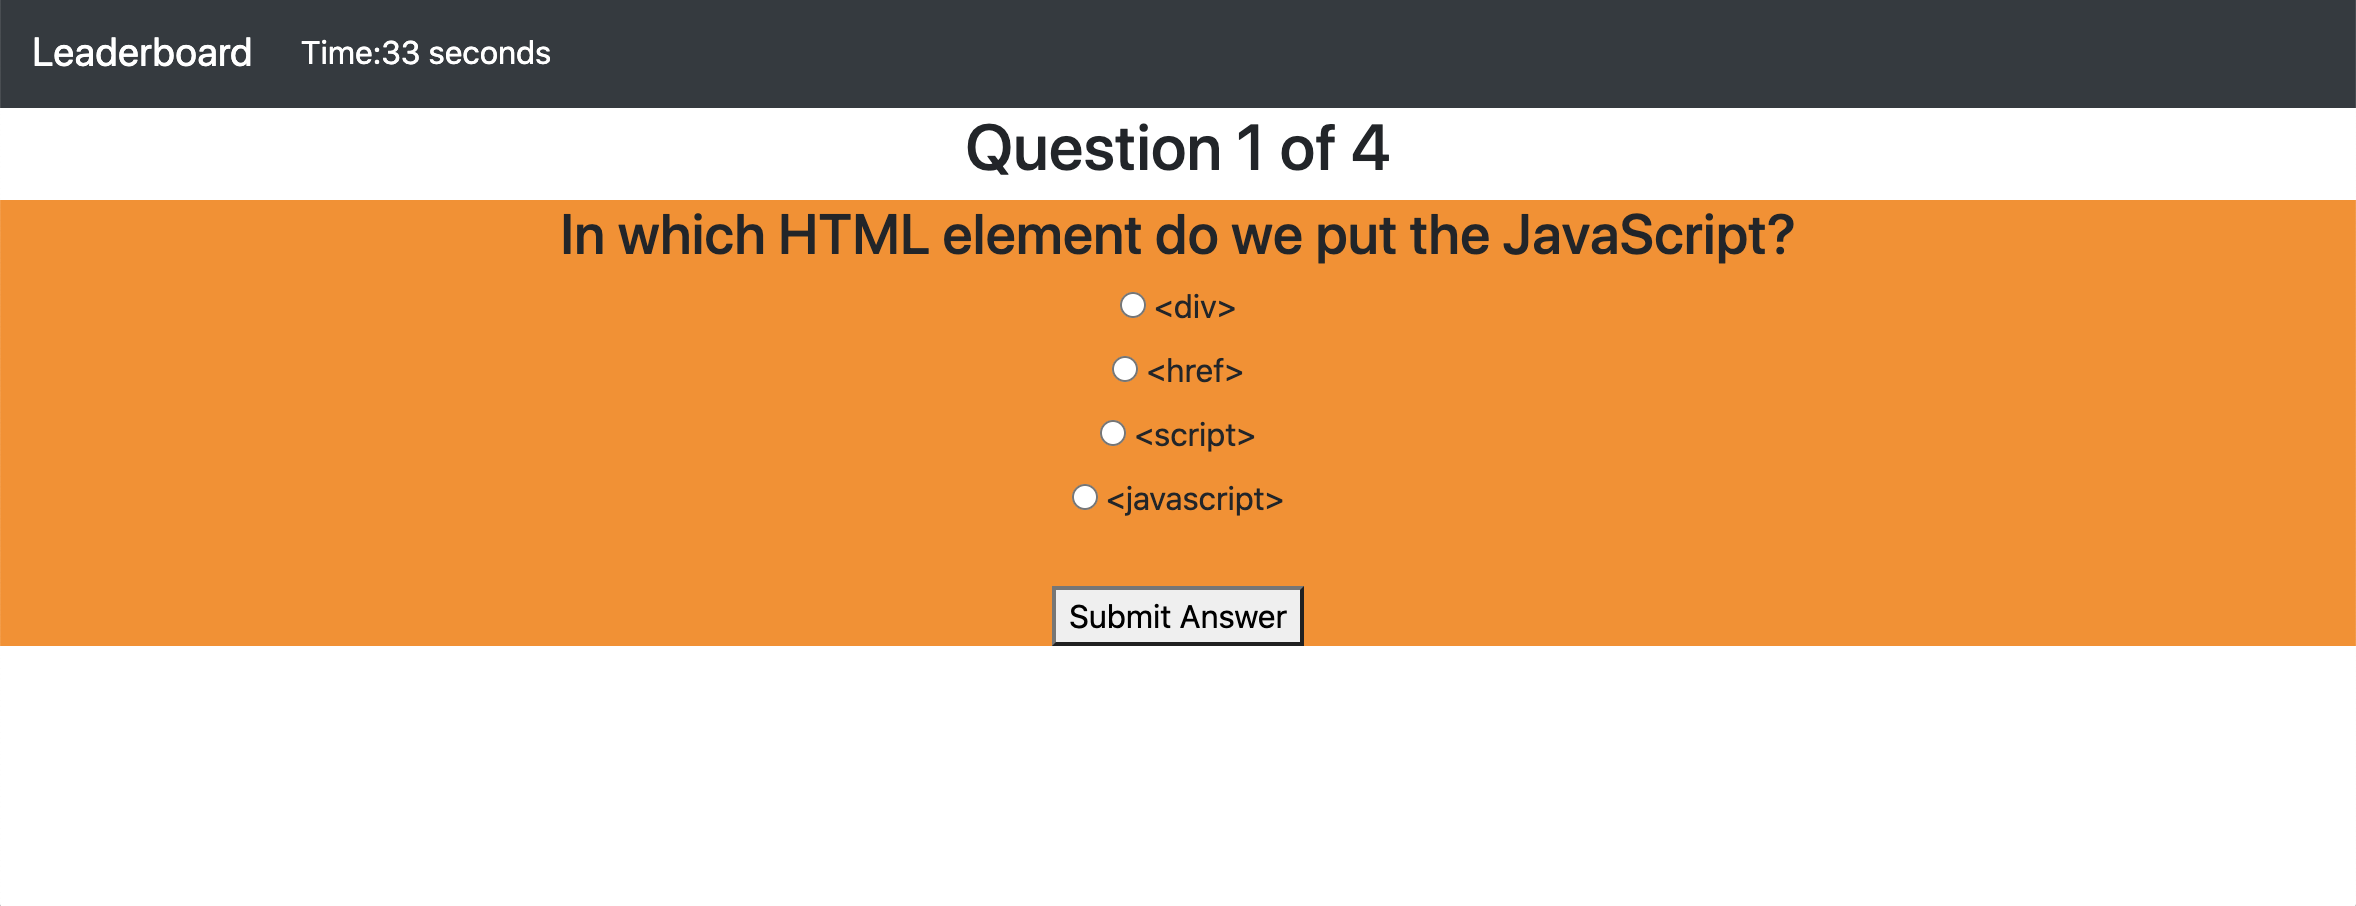 Leaderboard Time:33 seconds
Question 1 of 4
In which HTML element do we put the JavaScript?
<div>
<href>
<script>
<javascript>
Submit Answer